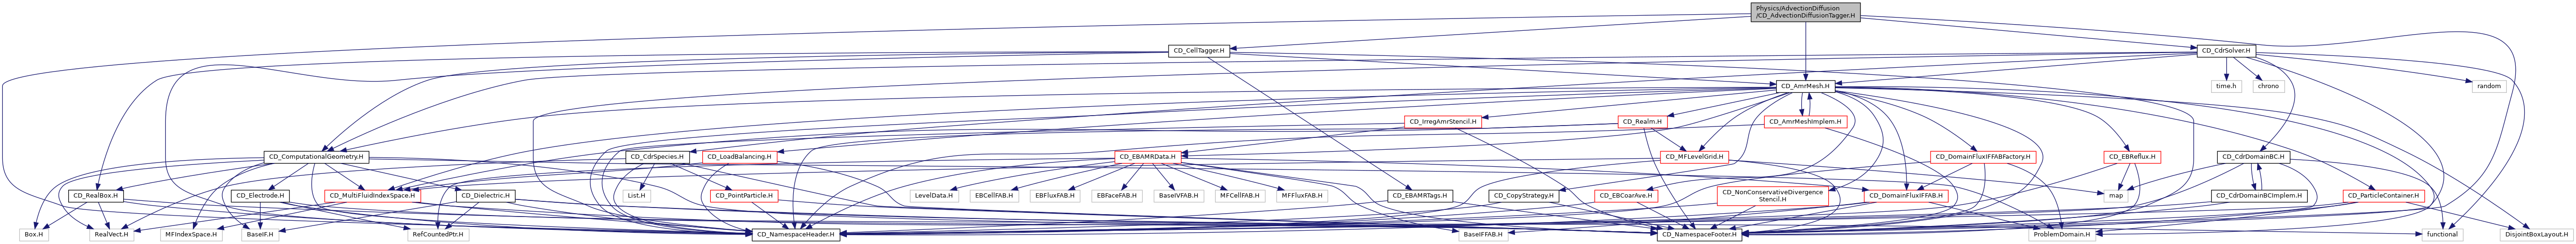 Physics/AdvectionDiffusion
/CD_AdvectionDiffusionTagger.H
CD_CellTagger.H
CD_CdrSolver.H
CD_AmrMesh.H
time.h
chrono
random
CD_IrregAmrStencil.H
CD_Realm.H
CD_AmrMeshImplem.H
CD_ComputationalGeometry.H
CD_CdrSpecies.H
CD_LoadBalancing.H
CD_EBAMRData.H
CD_MFLevelGrid.H
CD_DomainFluxIFFABFactory.H
CD_EBReflux.H
CD_CdrDomainBC.H
CD_RealBox.H
CD_Electrode.H
CD_MultiFluidIndexSpace.H
CD_Dielectric.H
List.H
CD_PointParticle.H
LevelData.H
EBCellFAB.H
EBFluxFAB.H
EBFaceFAB.H
BaseIVFAB.H
MFCellFAB.H
MFFluxFAB.H
CD_EBAMRTags.H
CD_CopyStrategy.H
CD_EBCoarAve.H
CD_NonConservativeDivergence
Stencil.H
CD_DomainFluxIFFAB.H
map
CD_CdrDomainBCImplem.H
CD_ParticleContainer.H
Box.H
RealVect.H
MFIndexSpace.H
BaseIF.H
RefCountedPtr.H
CD_NamespaceHeader.H
BaseIFFAB.H
CD_NamespaceFooter.H
ProblemDomain.H
functional
DisjointBoxLayout.H